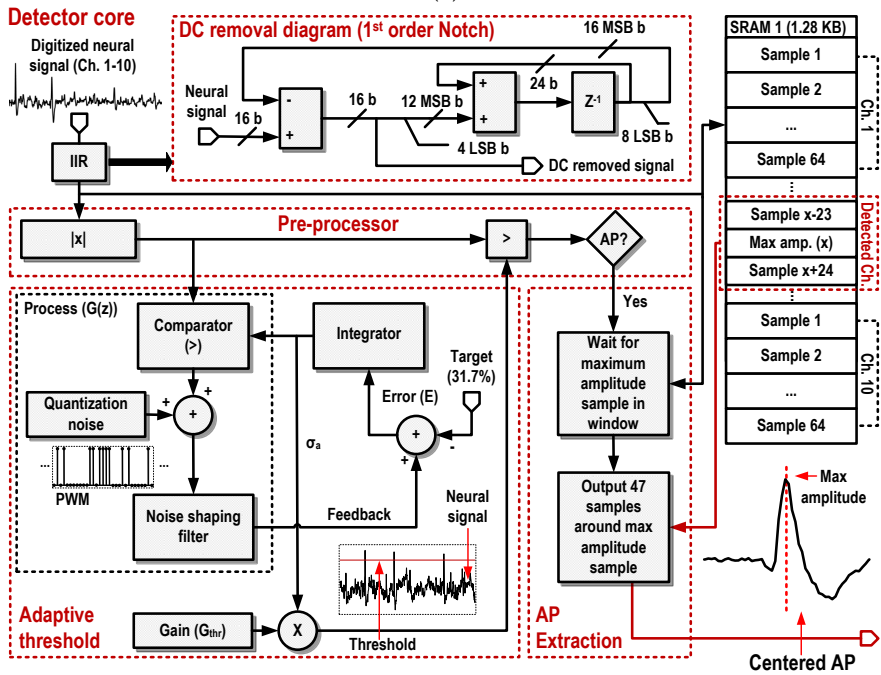 Detector core
Digitized neural
signal (Ch. 1-10)
IIR
DC removal diagram (1st order Notch)
16 MSB b
Neural
signal
16 b
-
+
16 b
12 MSB b
4 LSB b
+
+
24 b
Z-1
8 LSB b
DC removed signal
SRAM 1 (1.28 KB)
Sample 1
Sample 2
...
Sample 64
Ch. 1
Sample x-23
Max amp. (x)
Sample x+24
Detected Ch.
Sample 1
Sample 2
...
Sample 64
Ch. 10
Pre-processor
|x|
>
AP?
Yes
Process (G(z))
Comparator
(>)
Integrator
Target
(31.7%)
Error (E)
Quantization
noise
+
+
+
+
+
-
... ...
PWM
σa
Noise shaping
filter
Feedback
Neural
signal
Threshold
Adaptive
threshold
Gain (Gthr)
X
Wait for
maximum
amplitude
sample in
window
Output 47
samples
around max
amplitude
sample
AP
Extraction
Max
amplitude
Centered AP